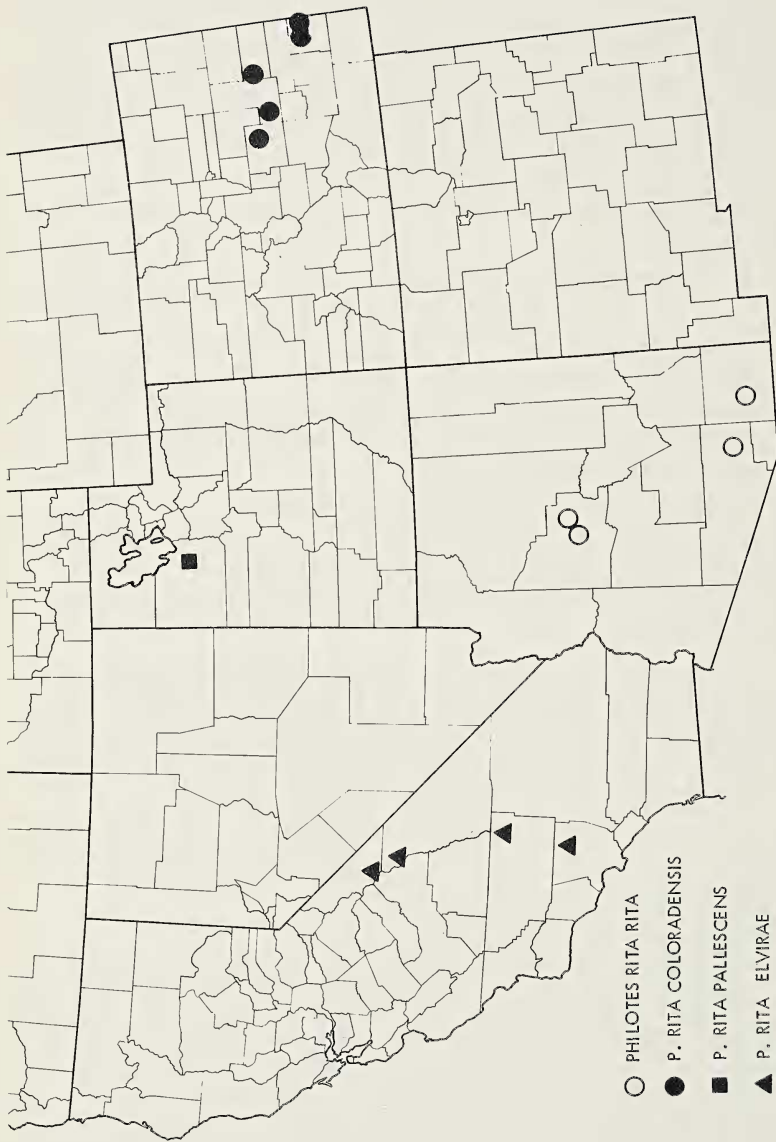 PHILOTES RITA RITA
P. RITA COLORADENSIS
P. RITA PALLESCENS
P. RITA ELVIRAE